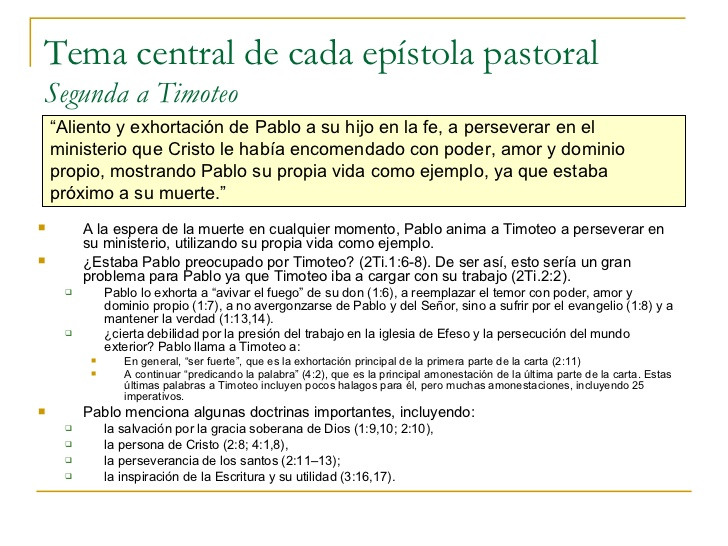 Tema central de cada epístola pastoral
Segunda a Timoteo
“Aliento y exhortación de Pablo a su hijo en la fe, a perseverar en el
ministerio que Cristo le había encomendado con poder, amor y dominio
propio, mostrando Pablo su propia vida como ejemplo, ya que estaba
próximo a su muerte.”
A la espera de la muerte en cualquier momento, Pablo anima a Timoteo a perseverar en
su ministerio, utilizando su propia vida como ejemplo.
¿Estaba Pablo preocupado por Timoteo? (2Ti.1:6-8). De ser así, esto sería un gran
problema para Pablo ya que Timoteo iba a cargar con su trabajo (2Ti.2:2).
Pablo lo exhorta a “avivar el fuego” de su don (1:6), a reemplazar el temor con poder, amor y
dominio propio (1:7), a no avergonzarse de Pablo y del Señor, sino a sufrir por el evangelio (1:8) y a
mantener la verdad (1:13,14).
¿cierta debilidad por la presión del trabajo en la iglesia de Efeso y la persecución del mundo
exterior? Pablo llama a Timoteo a:
En general, “ser fuerte”, que es la exhortación principal de la primera parte de la carta (2:11)
A continuar “predicando la palabra” (4:2), que es la principal amonestación de la última parte de la carta. Estas
últimas palabras a Timoteo incluyen pocos halagos para él, pero muchas amonestaciones, incluyendo 25
imperativos.
Pablo menciona algunas doctrinas importantes, incluyendo:
la salvación por la gracia soberana de Dios (1:9,10; 2:10),
la persona de Cristo (2:8; 4:1,8),
la perseverancia de los santos (2:11–13);
la inspiración de la Escritura y su utilidad (3:16,17).